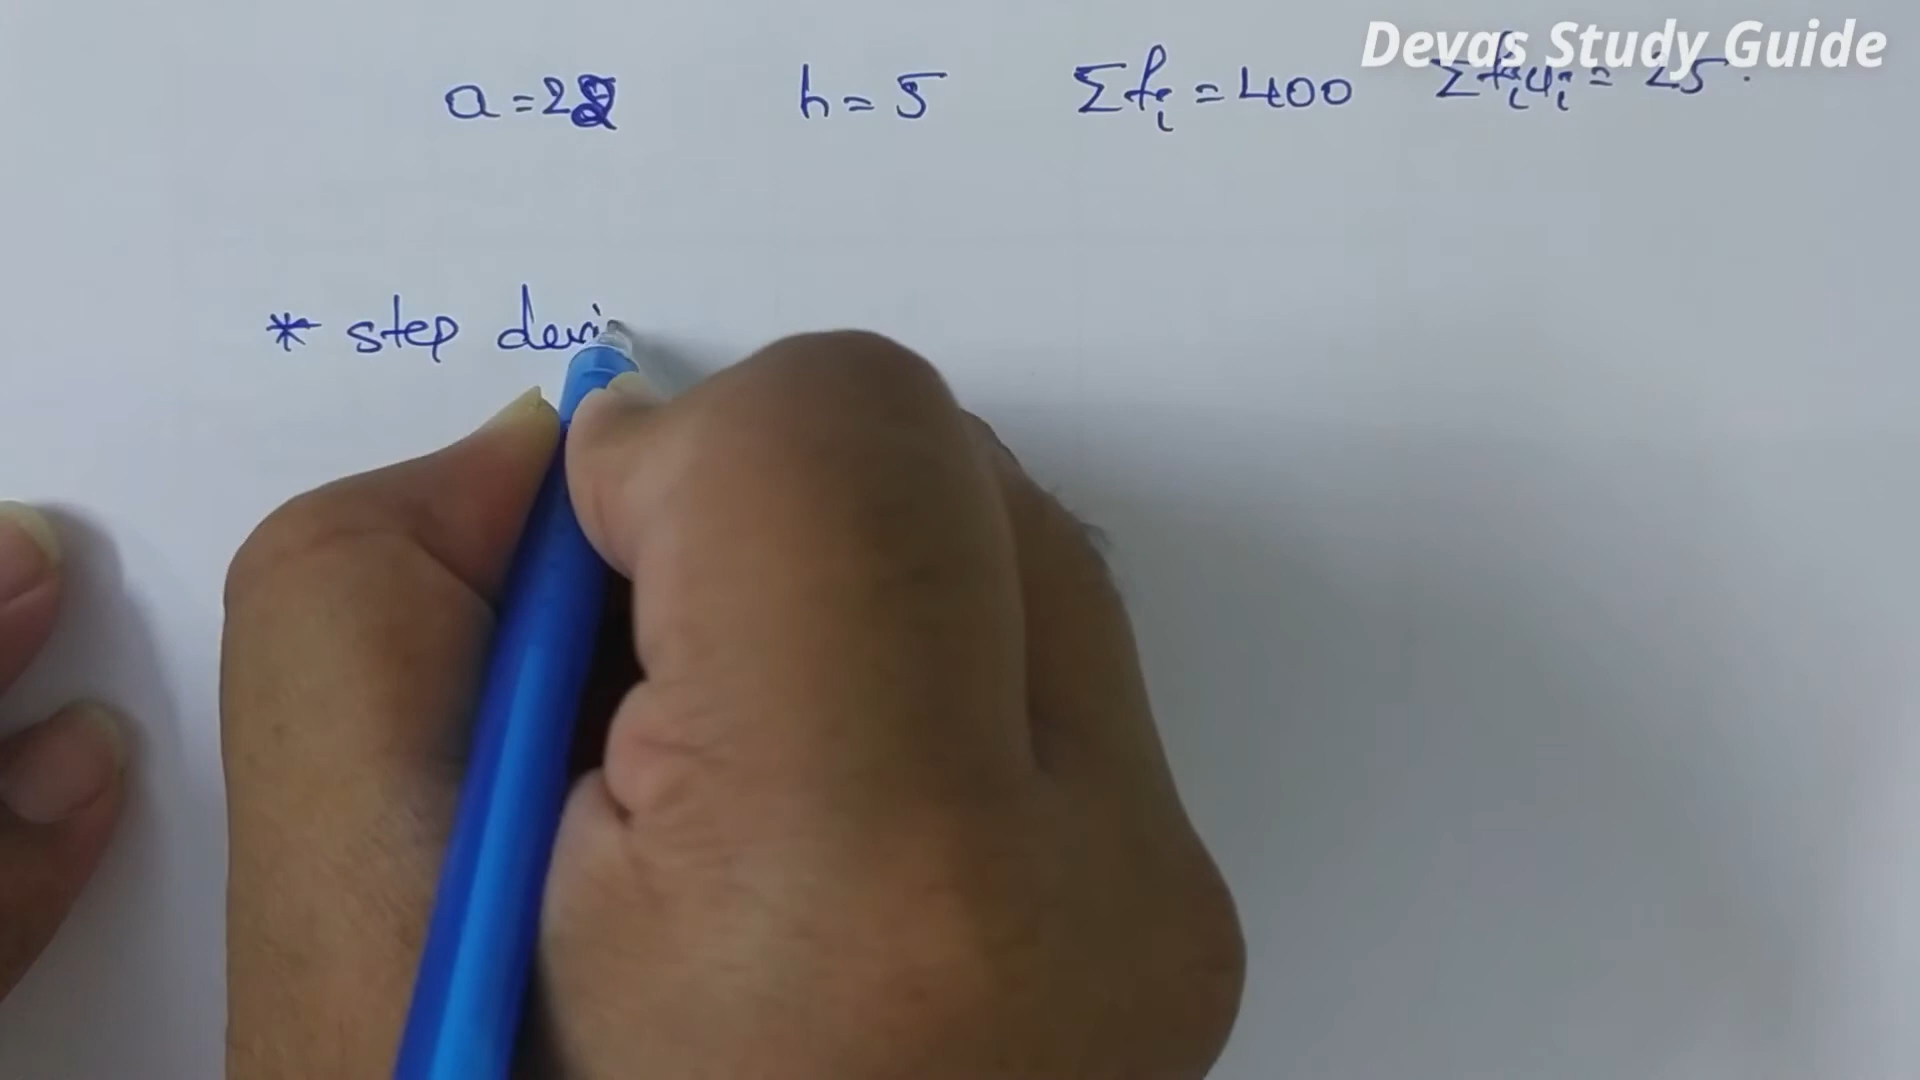 Devas Study Guide
a = 22 h = 5 Σfᵢ = 400 Σfᵢuᵢ = 25
* step devi